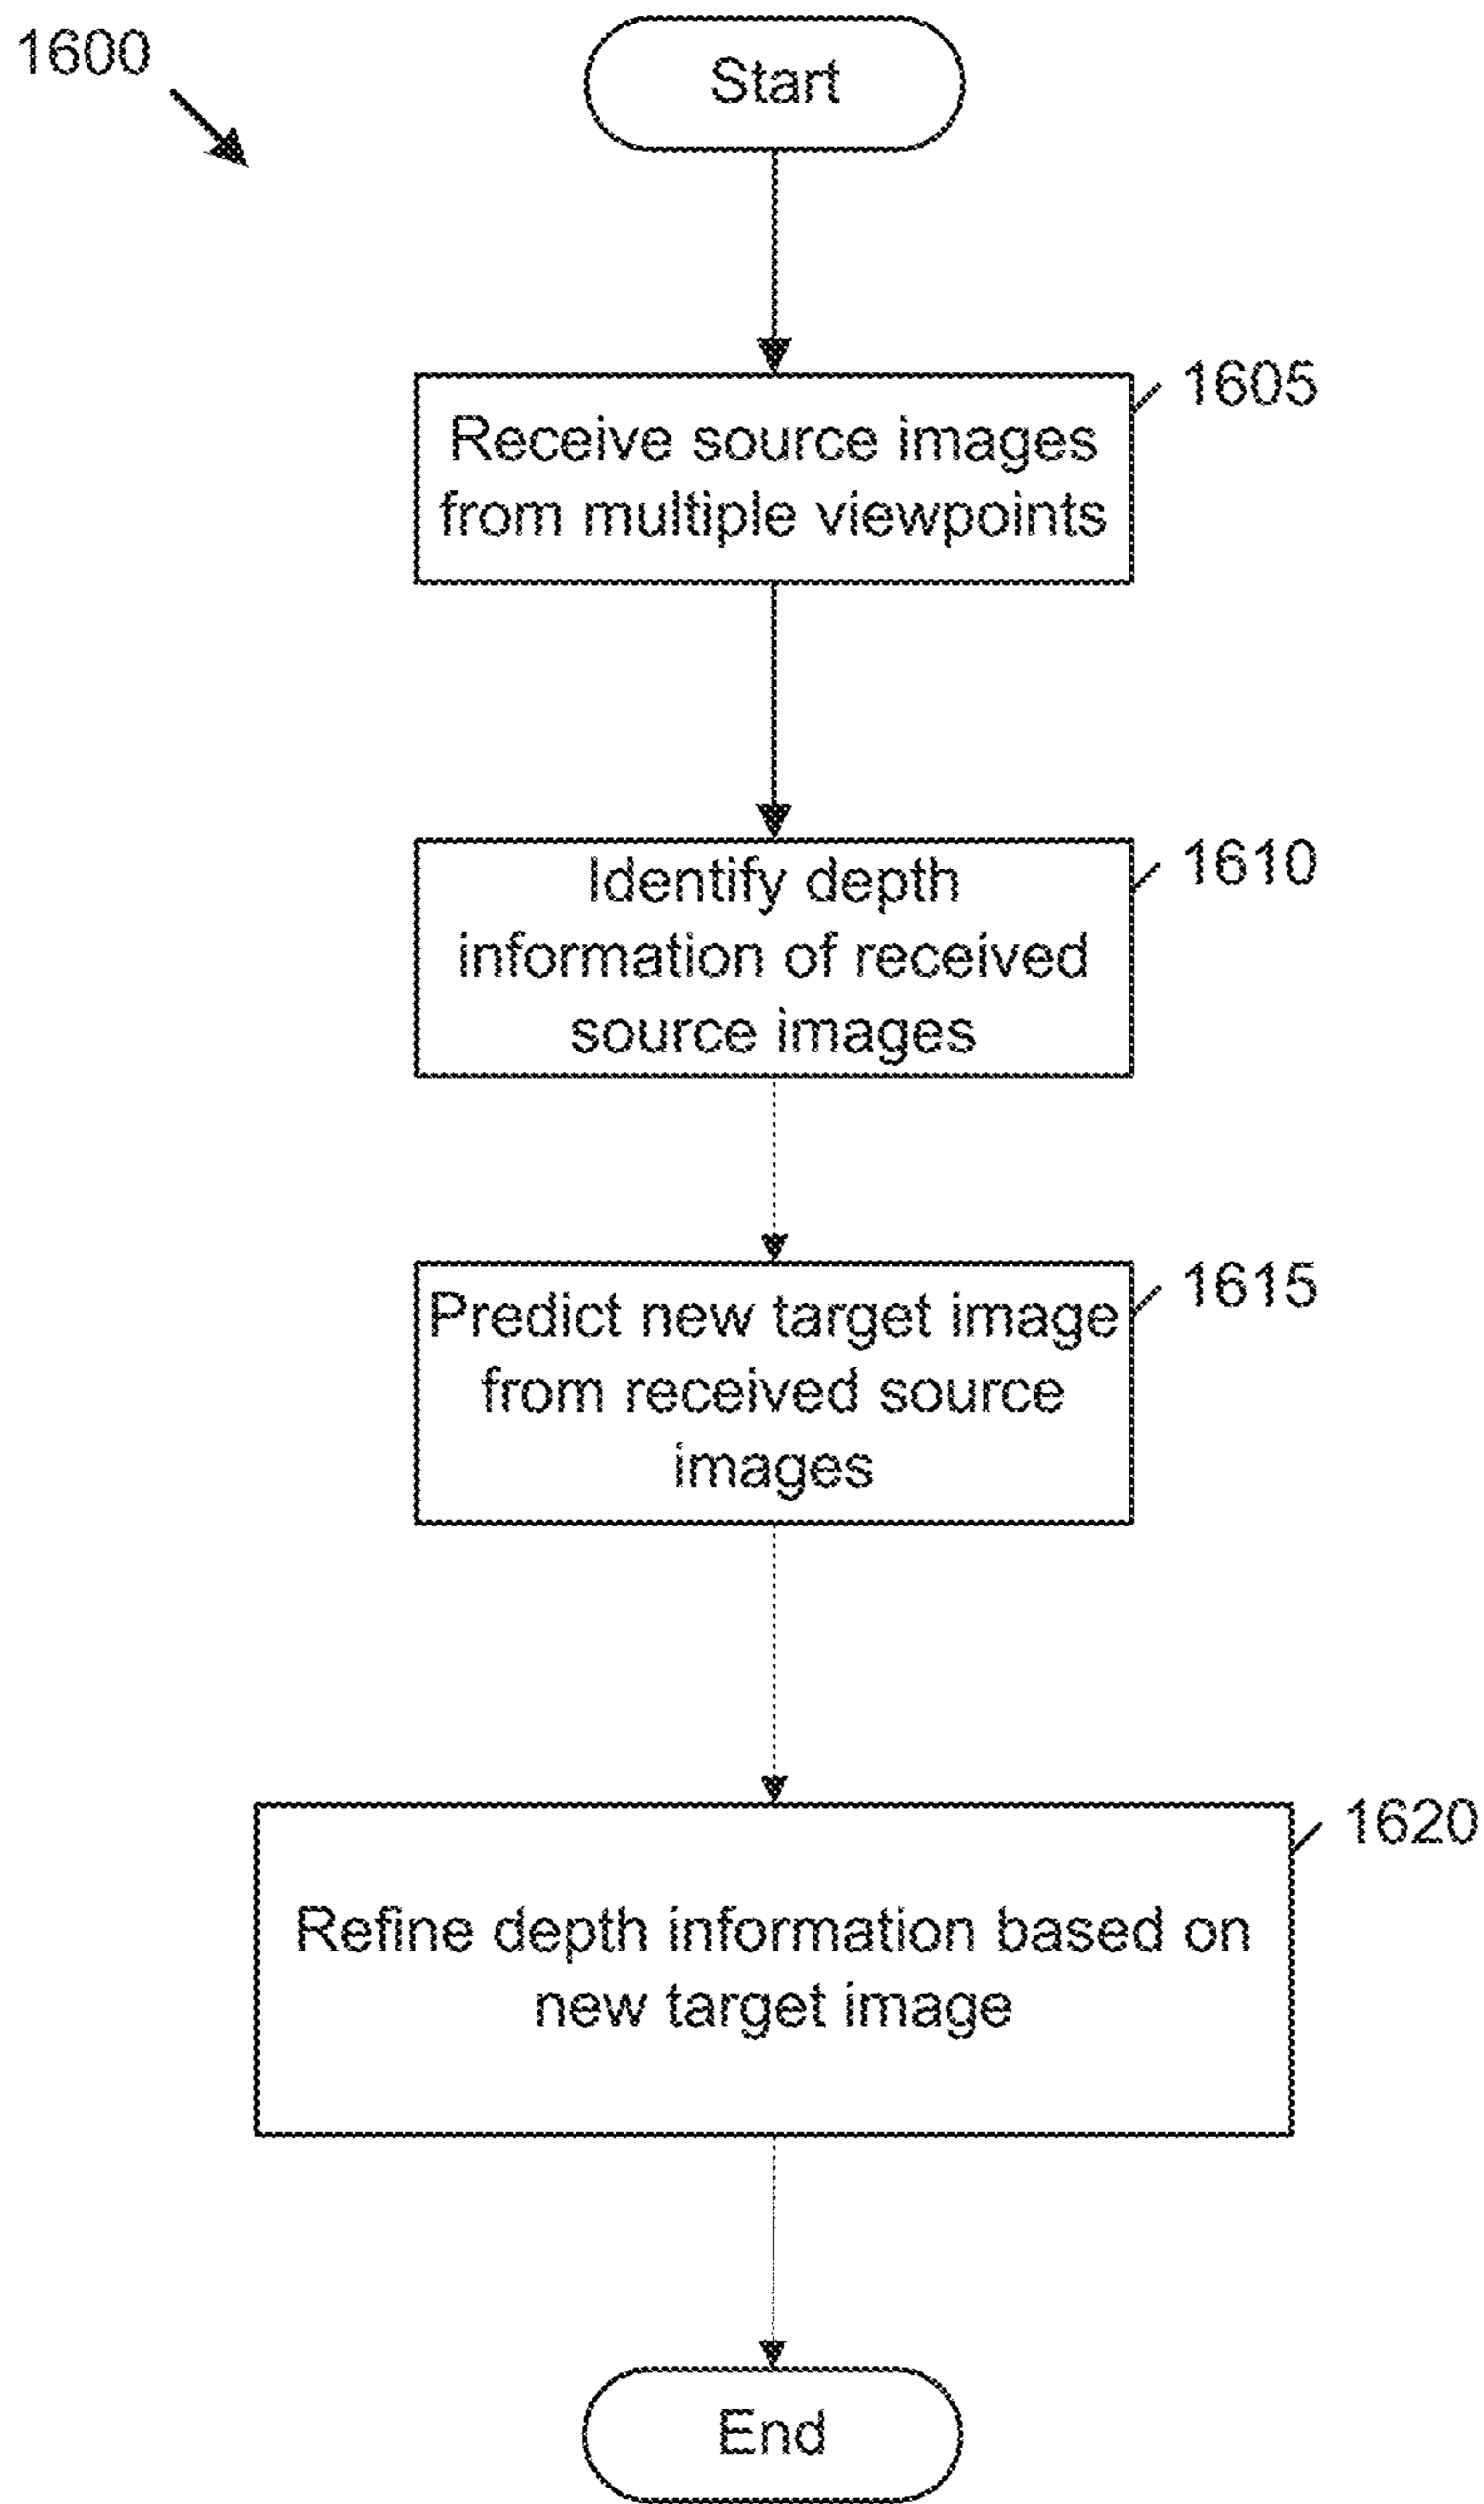 1600
Start
1605
Receive source images
from multiple viewpoints
1610
Identify depth
information of received
source images
1615
Predict new target image
from received source
images
1620
Refine depth information based on
new target image
End